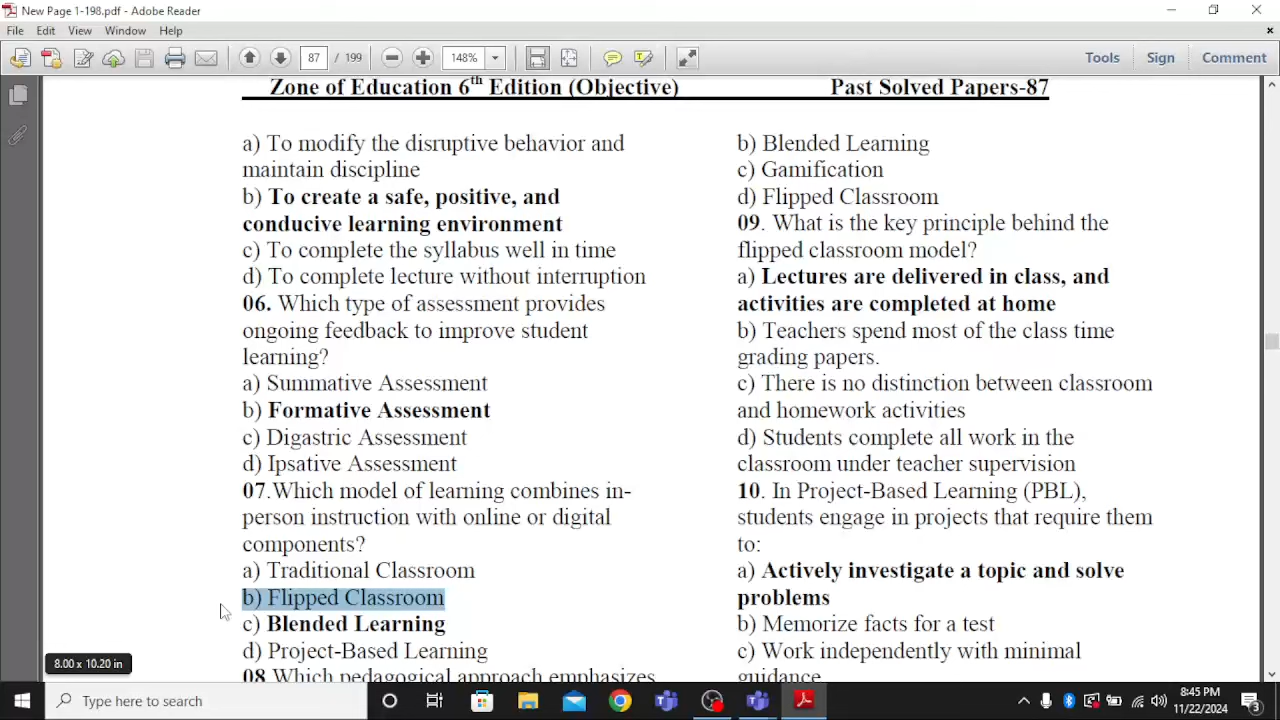 New Page 1-198.pdf - Adobe Reader
File Edit View Window Help
87 / 199 148% Tools Sign Comment
Zone of Education 6th Edition (Objective) Past Solved Papers-87
a) To modify the disruptive behavior and
maintain discipline
b) To create a safe, positive, and
conducive learning environment
c) To complete the syllabus well in time
d) To complete lecture without interruption
06. Which type of assessment provides
ongoing feedback to improve student
learning?
a) Summative Assessment
b) Formative Assessment
c) Digastric Assessment
d) Ipsative Assessment
07.Which model of learning combines in-
person instruction with online or digital
components?
a) Traditional Classroom
b) Flipped Classroom
c) Blended Learning
d) Project-Based Learning
08 Which pedagogical approach emphasizes
b) Blended Learning
c) Gamification
d) Flipped Classroom
09. What is the key principle behind the
flipped classroom model?
a) Lectures are delivered in class, and
activities are completed at home
b) Teachers spend most of the class time
grading papers.
c) There is no distinction between classroom
and homework activities
d) Students complete all work in the
classroom under teacher supervision
10. In Project-Based Learning (PBL),
students engage in projects that require them
to:
a) Actively investigate a topic and solve
problems
b) Memorize facts for a test
c) Work independently with minimal
guidance
8.00 x 10.20 in
Type here to search
8:45 PM
11/22/2024
3